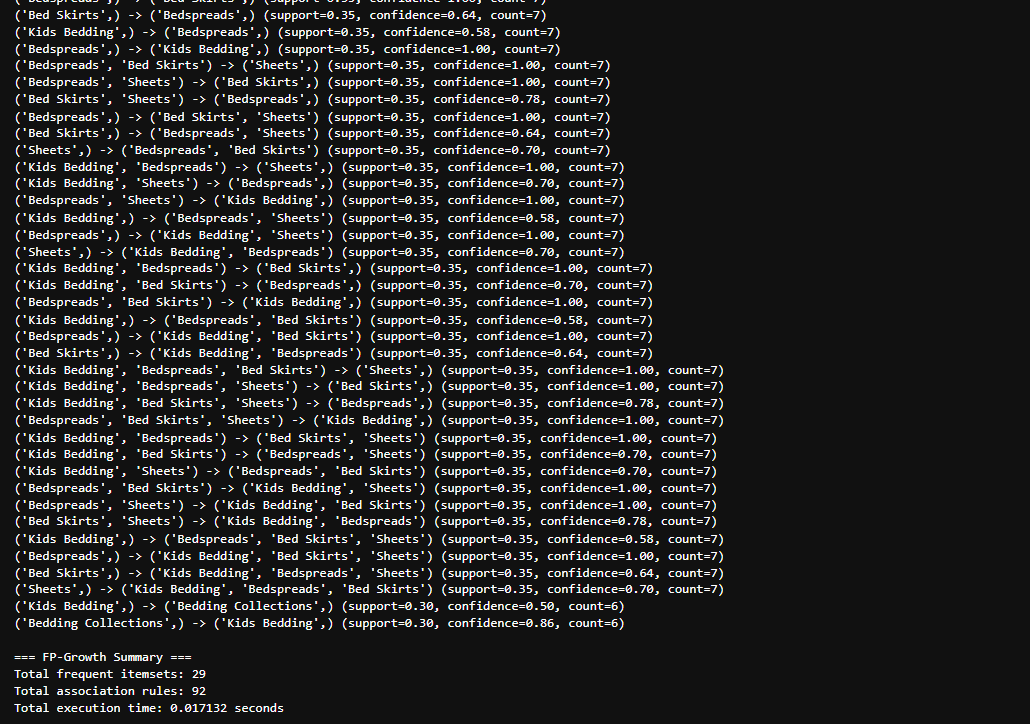 ('Bed Skirts',) -> ('Bedspreads',) (support=0.35, confidence=0.64, count=7)
('Kids Bedding',) -> ('Bedspreads',) (support=0.35, confidence=0.58, count=7)
('Bedspreads',) -> ('Kids Bedding',) (support=0.35, confidence=1.00, count=7)
('Bedspreads', 'Bed Skirts') -> ('Sheets',) (support=0.35, confidence=1.00, count=7)
('Bedspreads', 'Sheets') -> ('Bed Skirts',) (support=0.35, confidence=1.00, count=7)
('Bed Skirts', 'Sheets') -> ('Bedspreads',) (support=0.35, confidence=0.78, count=7)
('Bedspreads',) -> ('Bed Skirts', 'Sheets') (support=0.35, confidence=1.00, count=7)
('Bed Skirts',) -> ('Bedspreads', 'Sheets') (support=0.35, confidence=0.64, count=7)
('Sheets',) -> ('Bedspreads', 'Bed Skirts') (support=0.35, confidence=0.70, count=7)
('Kids Bedding', 'Bedspreads') -> ('Sheets',) (support=0.35, confidence=1.00, count=7)
('Kids Bedding', 'Sheets') -> ('Bedspreads',) (support=0.35, confidence=0.70, count=7)
('Bedspreads', 'Sheets') -> ('Kids Bedding',) (support=0.35, confidence=1.00, count=7)
('Kids Bedding',) -> ('Bedspreads', 'Sheets') (support=0.35, confidence=0.58, count=7)
('Bedspreads',) -> ('Kids Bedding', 'Sheets') (support=0.35, confidence=1.00, count=7)
('Sheets',) -> ('Kids Bedding', 'Bedspreads') (support=0.35, confidence=0.70, count=7)
('Kids Bedding', 'Bedspreads') -> ('Bed Skirts',) (support=0.35, confidence=1.00, count=7)
('Kids Bedding', 'Bed Skirts') -> ('Bedspreads',) (support=0.35, confidence=0.70, count=7)
('Bedspreads', 'Bed Skirts') -> ('Kids Bedding',) (support=0.35, confidence=1.00, count=7)
('Kids Bedding',) -> ('Bedspreads', 'Bed Skirts') (support=0.35, confidence=0.58, count=7)
('Bedspreads',) -> ('Kids Bedding', 'Bed Skirts') (support=0.35, confidence=1.00, count=7)
('Bed Skirts',) -> ('Kids Bedding', 'Bedspreads') (support=0.35, confidence=0.64, count=7)
('Kids Bedding', 'Bedspreads', 'Bed Skirts') -> ('Sheets',) (support=0.35, confidence=1.00, count=7)
('Kids Bedding', 'Bedspreads', 'Sheets') -> ('Bed Skirts',) (support=0.35, confidence=1.00, count=7)
('Kids Bedding', 'Bed Skirts', 'Sheets') -> ('Bedspreads',) (support=0.35, confidence=0.78, count=7)
('Bedspreads', 'Bed Skirts', 'Sheets') -> ('Kids Bedding',) (support=0.35, confidence=1.00, count=7)
('Kids Bedding', 'Bedspreads') -> ('Bed Skirts', 'Sheets') (support=0.35, confidence=1.00, count=7)
('Kids Bedding', 'Bed Skirts') -> ('Bedspreads', 'Sheets') (support=0.35, confidence=0.70, count=7)
('Kids Bedding', 'Sheets') -> ('Bedspreads', 'Bed Skirts') (support=0.35, confidence=0.70, count=7)
('Bedspreads', 'Bed Skirts') -> ('Kids Bedding', 'Sheets') (support=0.35, confidence=1.00, count=7)
('Bedspreads', 'Sheets') -> ('Kids Bedding', 'Bed Skirts') (support=0.35, confidence=1.00, count=7)
('Bed Skirts', 'Sheets') -> ('Kids Bedding', 'Bedspreads') (support=0.35, confidence=0.78, count=7)
('Kids Bedding',) -> ('Bedspreads', 'Bed Skirts', 'Sheets') (support=0.35, confidence=0.58, count=7)
('Bedspreads',) -> ('Kids Bedding', 'Bed Skirts', 'Sheets') (support=0.35, confidence=1.00, count=7)
('Bed Skirts',) -> ('Kids Bedding', 'Bedspreads', 'Sheets') (support=0.35, confidence=0.64, count=7)
('Sheets',) -> ('Kids Bedding', 'Bedspreads', 'Bed Skirts') (support=0.35, confidence=0.70, count=7)
('Kids Bedding',) -> ('Bedding Collections',) (support=0.30, confidence=0.50, count=6)
('Bedding Collections',) -> ('Kids Bedding',) (support=0.30, confidence=0.86, count=6)
=== FP-Growth Summary ===
Total frequent itemsets: 29
Total association rules: 92
Total execution time: 0.017132 seconds